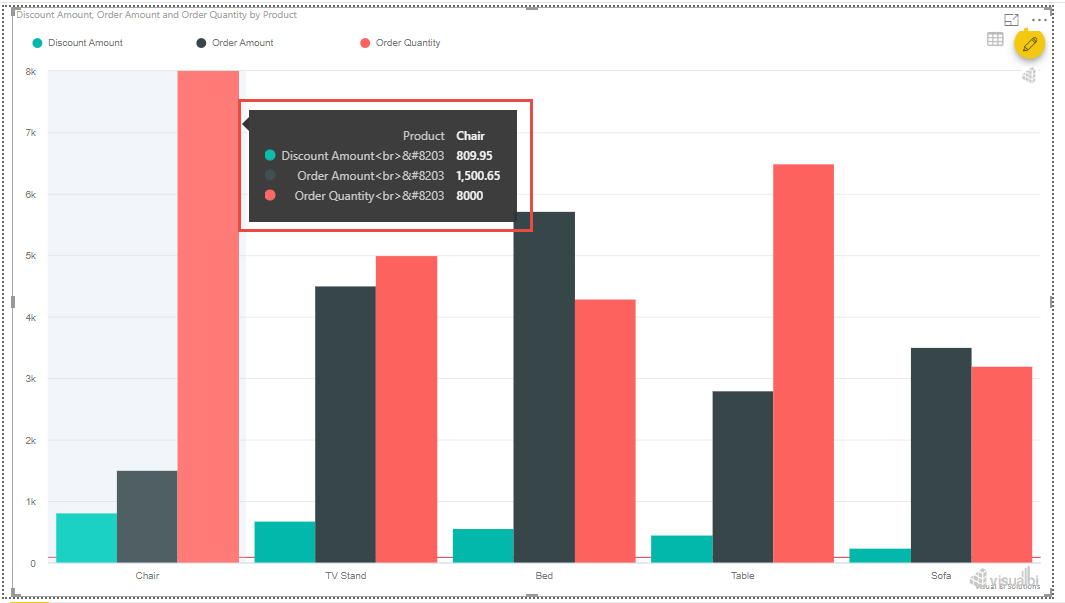 Discount Amount, Order Amount and Order Quantity by Product
Discount Amount Order Amount Order Quantity
8k
7k
6k
5k
4k
3k
2k
1k
0
Product Chair
Discount Amount<br>&#8203 809.95
Order Amount<br>&#8203 1,500.65
Order Quantity<br>&#8203 8000
Chair TV Stand Bed Table Sofa
visualbi
Visual BI Solutions